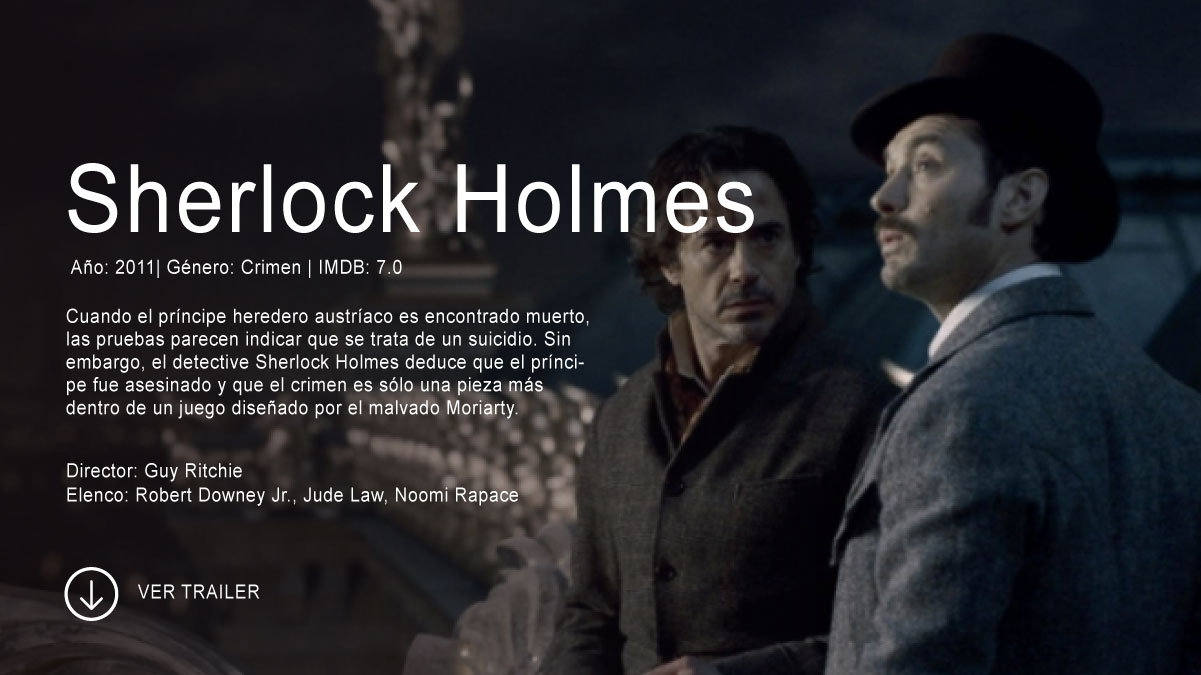 Sherlock Holmes
Año: 2011| Género: Crimen | IMDB: 7.0
Cuando el príncipe heredero austríaco es encontrado muerto,
las pruebas parecen indicar que se trata de un suicidio. Sin
embargo, el detective Sherlock Holmes deduce que el prínci-
pe fue asesinado y que el crimen es sólo una pieza más
dentro de un juego diseñado por el malvado Moriarty.
Director: Guy Ritchie
Elenco: Robert Downey Jr., Jude Law, Noomi Rapace
VER TRAILER